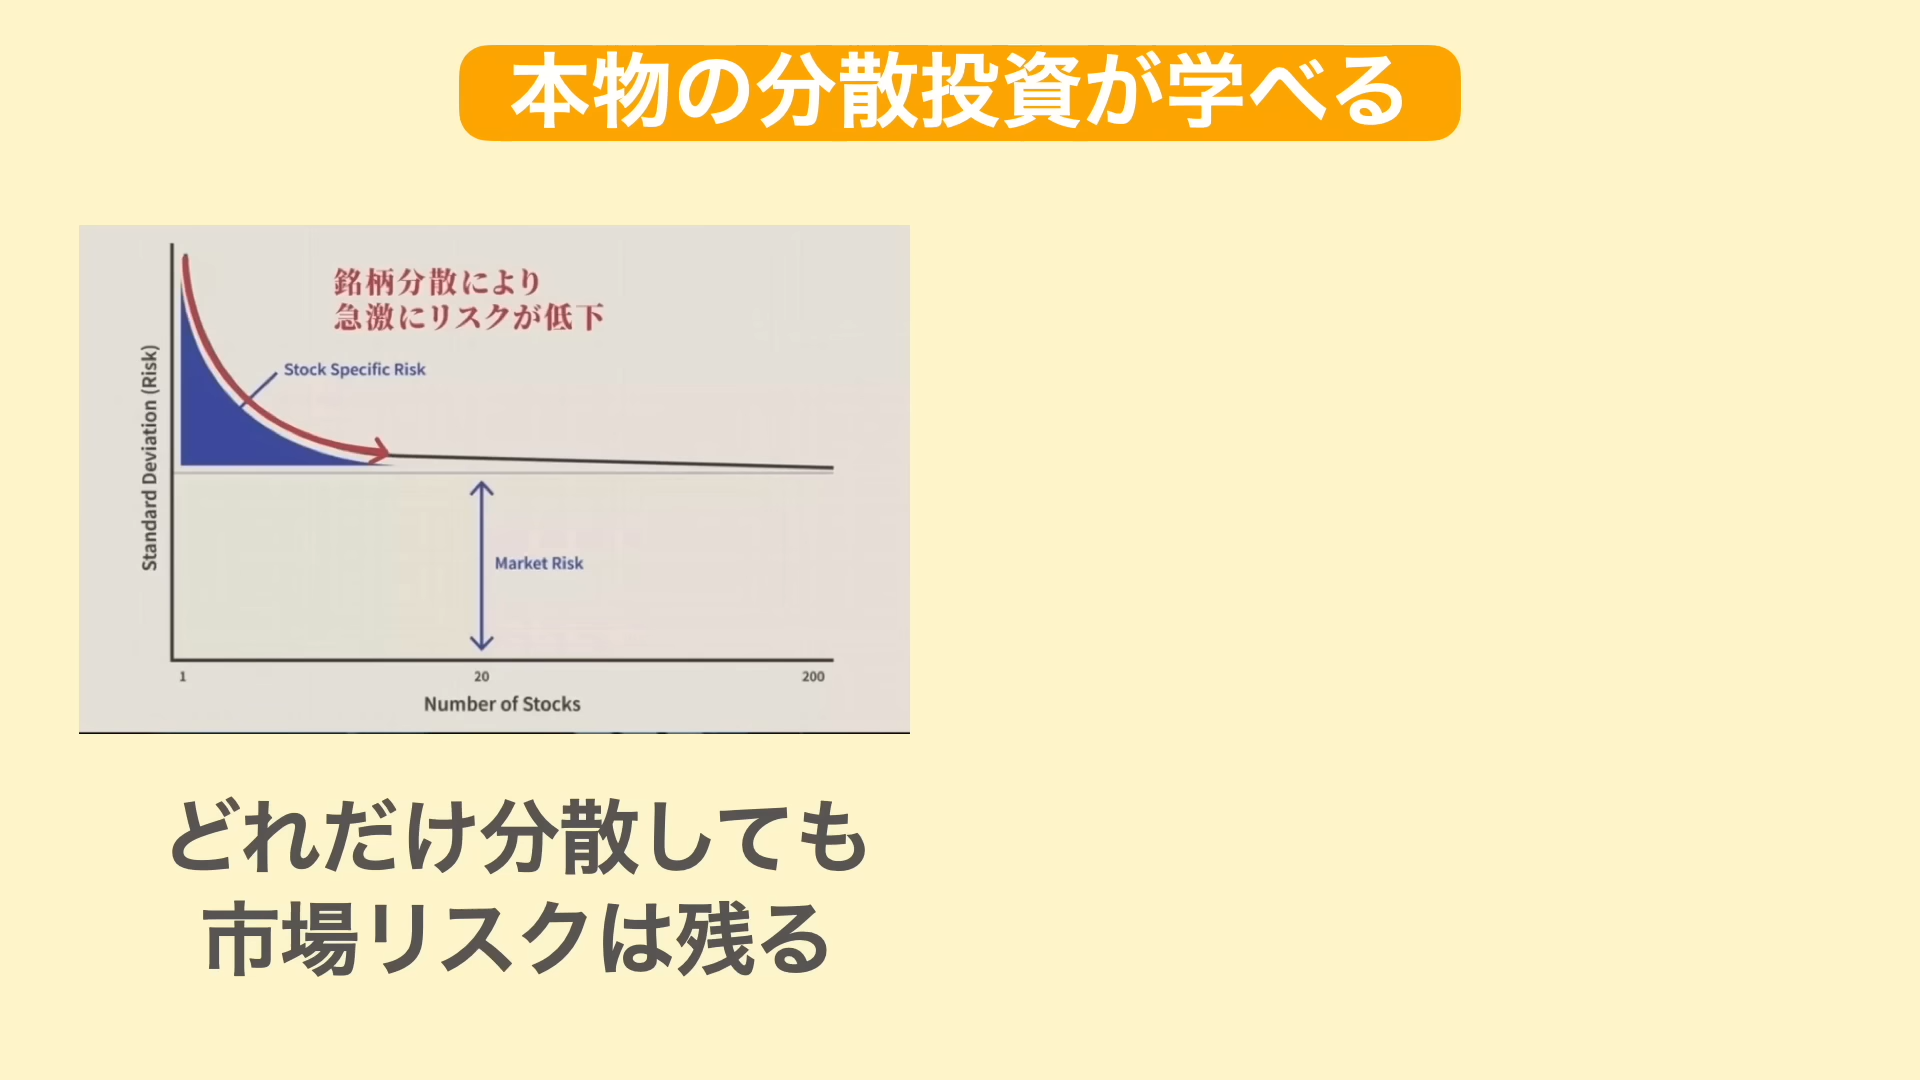 本物の分散投資が学べる
銘柄分散により
急激にリスクが低下
Stock Specific Risk
Standard Deviation (Risk)
Market Risk
1 20 200
Number of Stocks
どれだけ分散しても
市場リスクは残る